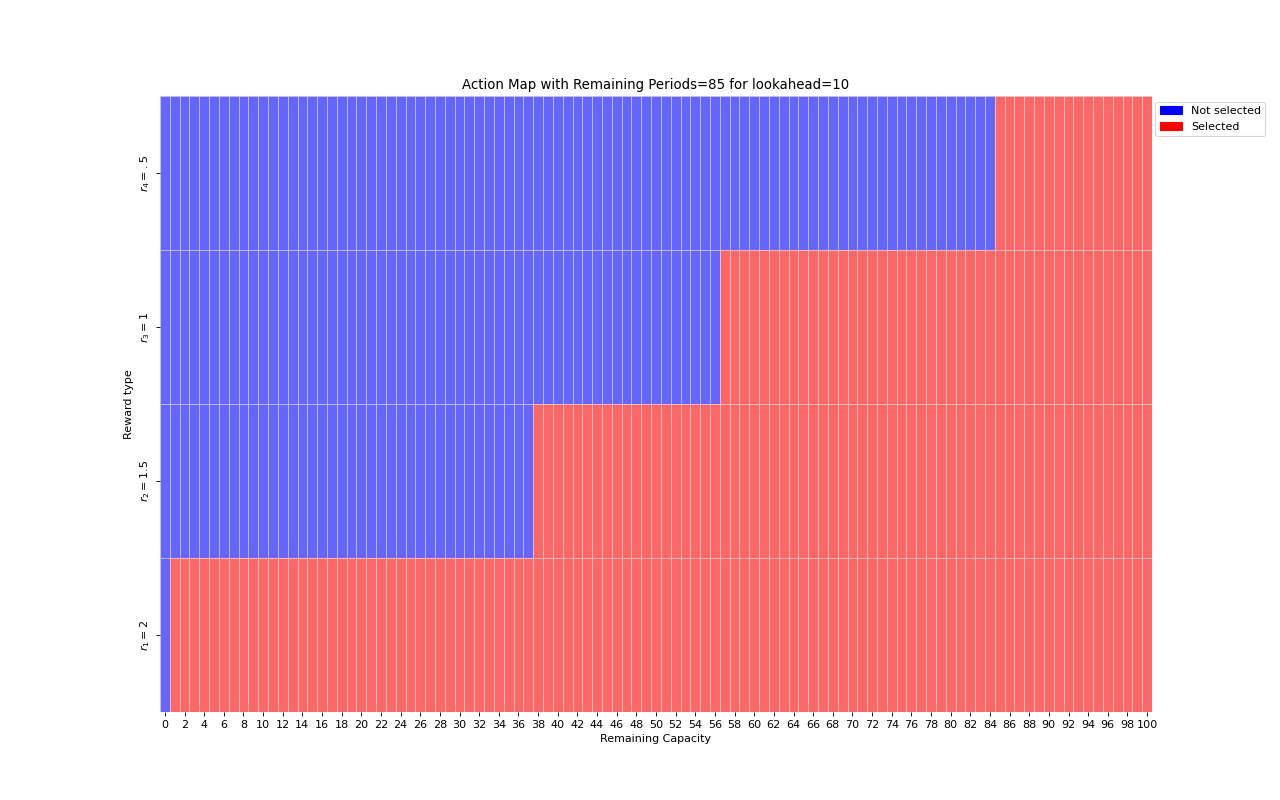 Action Map with Remaining Periods=85 for lookahead=10
Not selected
Selected
r₄ = .5
r₃ = 1
r₂ = 1.5
r₁ = 2
Reward type
0 2 4 6 8 10 12 14 16 18 20 22 24 26 28 30 32 34 36 38 40 42 44 46 48 50 52 54 56 58 60 62 64 66 68 70 72 74 76 78 80 82 84 86 88 90 92 94 96 98 100
Remaining Capacity